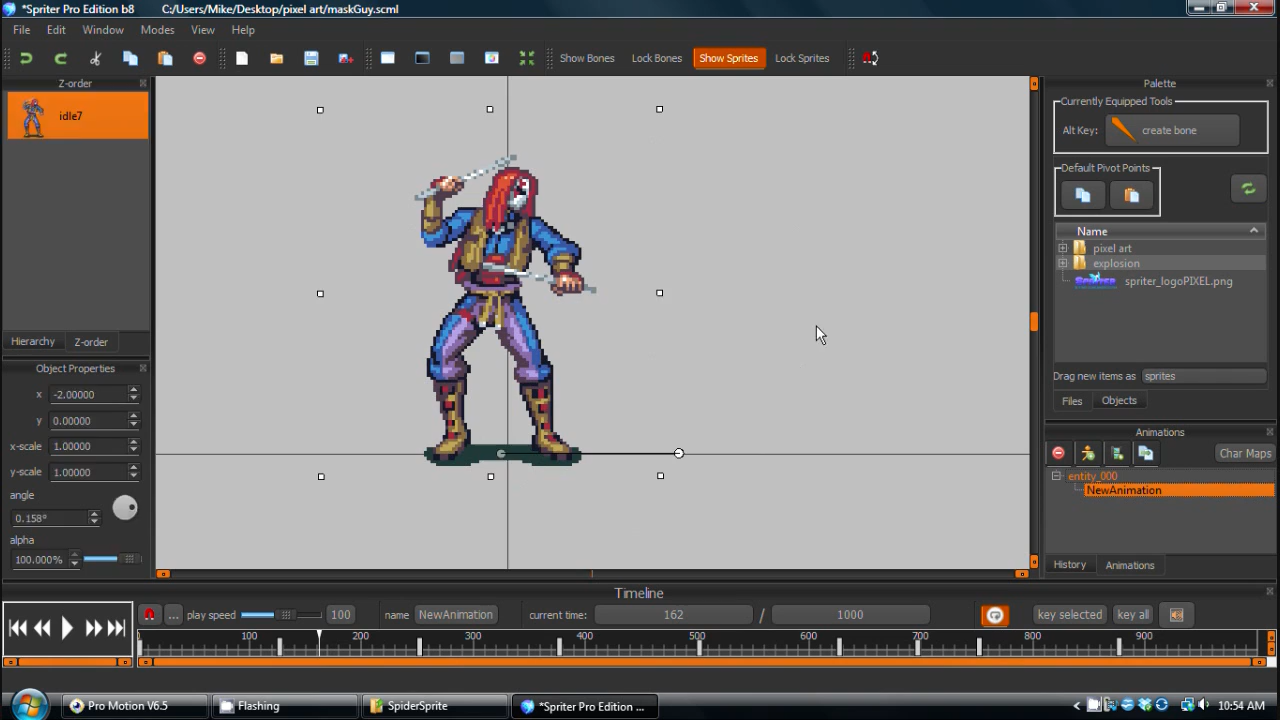 *Spriter Pro Edition b8 C:/Users/Mike/Desktop/pixel art/maskGuy.scml
File Edit Window Modes View Help
Show Bones Lock Bones Show Sprites Lock Sprites
Z-order
idle7
Hierarchy Z-order
Object Properties
x -2.00000
y 0.00000
x-scale 1.00000
y-scale 1.00000
angle
0.158°
alpha
100.000%
Palette
Currently Equipped Tools
Alt Key: create bone
Default Pivot Points
Name
pixel art
explosion
SPRITER spriter_logoPIXEL.png
Drag new items as sprites
Files Objects
Animations
Char Maps
entity_000
NewAnimation
History Animations
Timeline
... play speed 100 name NewAnimation current time: 162 / 1000 key selected key all
100 200 300 400 500 600 700 800 900
Pro Motion V6.5 Flashing SpiderSprite *Spriter Pro Edition ... 10:54 AM